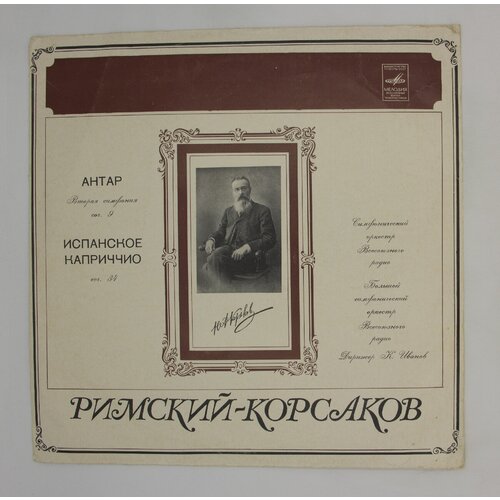 МЕЛОДИЯ
АНТАР
Вторая симфония
соч. 9
ИСПАНСКОЕ
КАПРИЧЧИО
соч. 34
Симфонический
оркестр
Всесоюзного
радио
Большой
симфонический
оркестр
Всесоюзного
радио
Дирижер К. Иванов
РИМСКИЙ-КОРСАКОВ